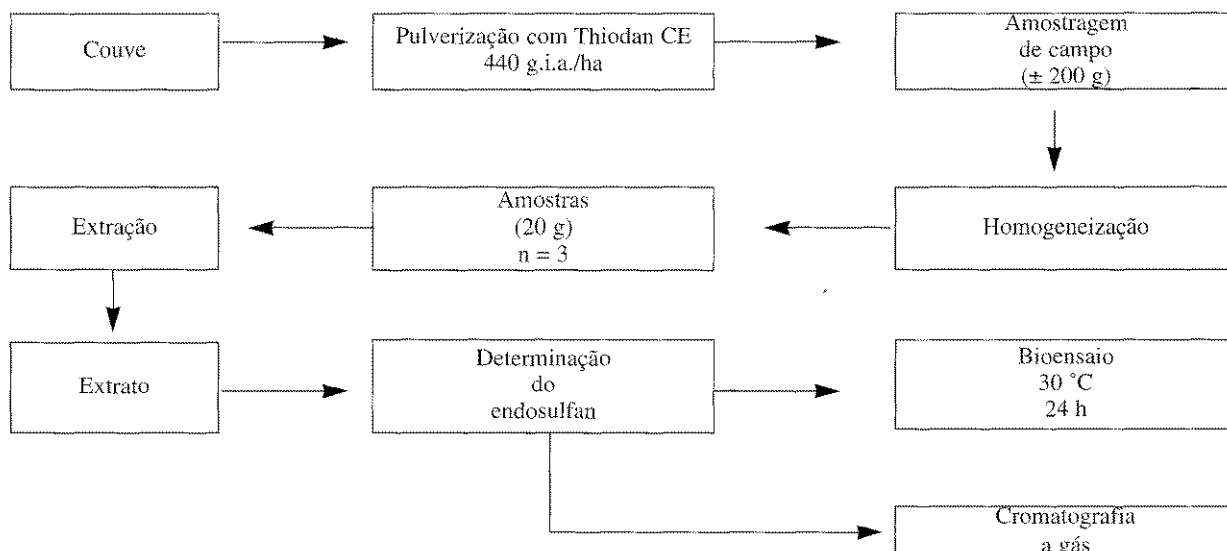 Couve
Pulverização com Thiodan CE
440 g.i.a./ha
Amostragem
de campo
(± 200 g)
Homogeneização
Amostras
(20 g)
n = 3
Extração
Extrato
Determinação
do
endosulfan
Bioensaio
30 °C
24 h
Cromatografia
a gás